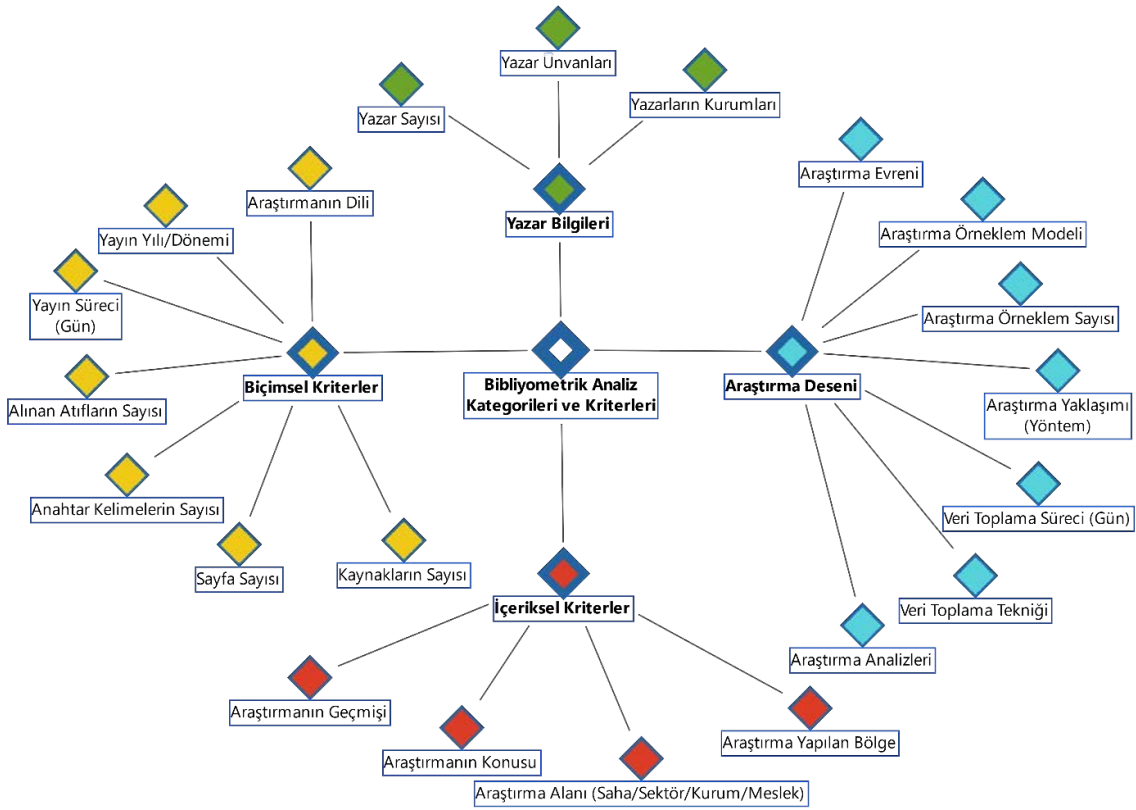 Yazar Ünvanları
Yazar Sayısı
Yazarların Kurumları
Yazar Bilgileri
Araştırmanın Dili
Yayın Yılı/Dönemi
Yayın Süreci
(Gün)
Alınan Atıfların Sayısı
Biçimsel Kriterler
Anahtar Kelimelerin Sayısı
Sayfa Sayısı
Kaynakların Sayısı
Bibliyometrik Analiz
Kategorileri ve Kriterleri
Araştırma Evreni
Araştırma Örneklem Modeli
Araştırma Örneklem Sayısı
Araştırma Deseni
Araştırma Yaklaşımı
(Yöntem)
Veri Toplama Süreci (Gün)
Veri Toplama Tekniği
Araştırma Analizleri
İçeriksel Kriterler
Araştırmanın Geçmişi
Araştırmanın Konusu
Araştırma Alanı (Saha/Sektör/Kurum/Meslek)
Araştırma Yapılan Bölge